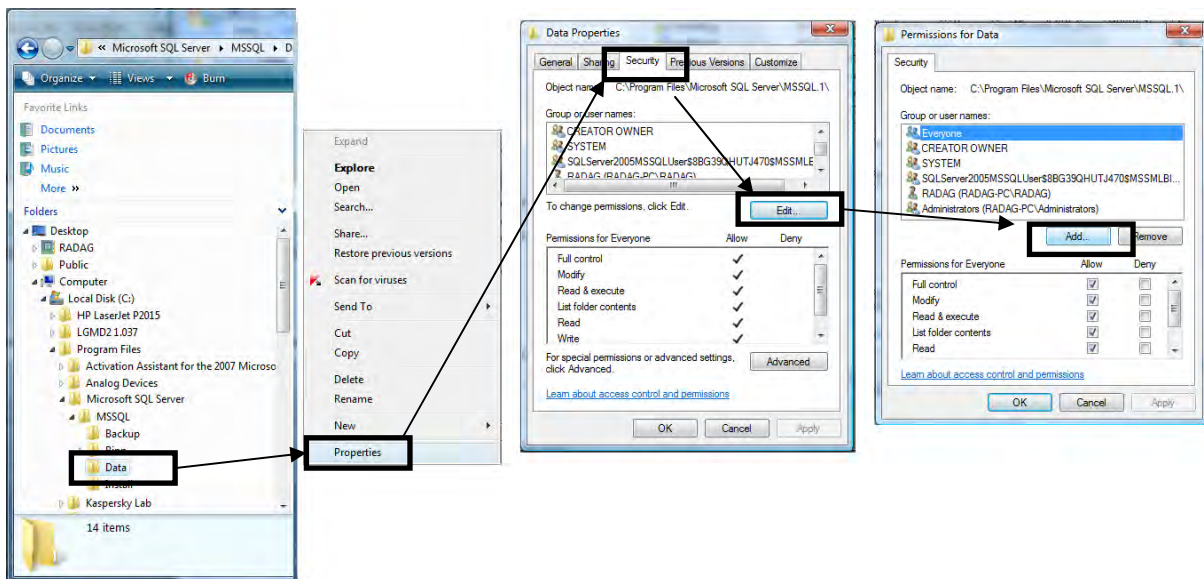 « Microsoft SQL Server ▸ MSSQL ▸ D
Organize Views Burn
Favorite Links
Documents
Pictures
Music
More »
Folders
Desktop
RADAG
Public
Computer
Local Disk (C:)
HP LaserJet P2015
LGMD2 1.037
Program Files
Activation Assistant for the 2007 Microso
Analog Devices
Microsoft SQL Server
MSSQL
Backup
Data
Install
Kaspersky Lab
14 items
Expand
Explore
Open
Search...
Share...
Restore previous versions
Scan for viruses
Send To
Cut
Copy
Delete
Rename
New
Properties
Data Properties
General Sharing Security Previous Versions Customize
Object name: C:\Program Files\Microsoft SQL Server\MSSQL.1\
Group or user names:
CREATOR OWNER
SYSTEM
SQLServer2005MSSQLUser$8BG39QHUTJ470$MSSMLE
RADAG (RADAG-PC\RADAG)
To change permissions, click Edit.
Edit...
Permissions for Everyone Allow Deny
Full control
Modify
Read & execute
List folder contents
Read
Write
For special permissions or advanced settings,
click Advanced.
Advanced
Learn about access control and permissions
OK Cancel Apply
Permissions for Data
Security
Object name: C:\Program Files\Microsoft SQL Server\MSSQL.1\
Group or user names:
Everyone
CREATOR OWNER
SYSTEM
SQLServer2005MSSQLUser$8BG39QHUTJ470$MSSMLBI...
RADAG (RADAG-PC\RADAG)
Administrators (RADAG-PC\Administrators)
Add... Remove
Permissions for Everyone Allow Deny
Full control
Modify
Read & execute
List folder contents
Read
Learn about access control and permissions
OK Cancel Apply